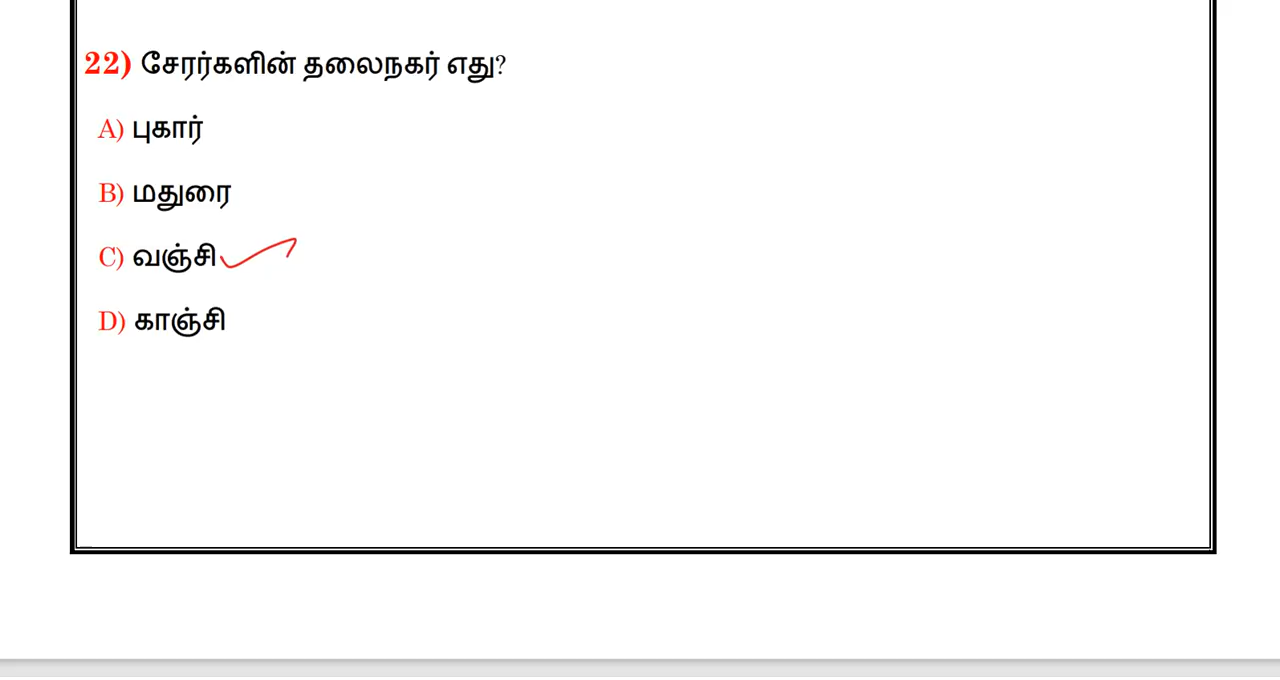 22) சேரர்களின் தலைநகர் எது?
A) புகார்
B) மதுரை
C) வஞ்சி
D) காஞ்சி